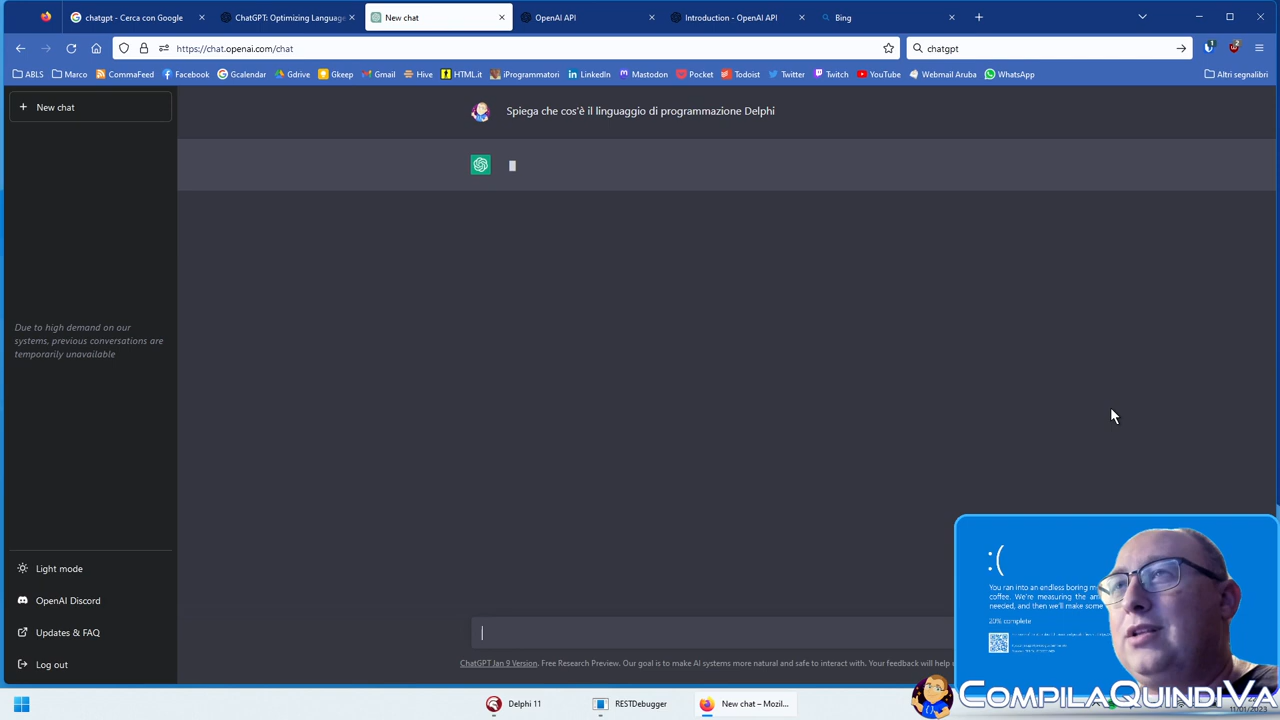 chatgpt - Cerca con Google
ChatGPT: Optimizing Language
New chat
OpenAI API
Introduction - OpenAI API
Bing
https://chat.openai.com/chat
chatgpt
ABLS
Marco
CommaFeed
Facebook
Gcalendar
Gdrive
Gkeep
Gmail
Hive
HTML.it
iProgrammatori
LinkedIn
Mastodon
Pocket
Todoist
Twitter
Twitch
YouTube
Webmail Aruba
WhatsApp
Altri segnalibri
New chat
Spiega che cos'è il linguaggio di programmazione Delphi
Due to high demand on our
systems, previous conversations are
temporarily unavailable
Light mode
OpenAI Discord
Updates & FAQ
Log out
ChatGPT Jan 9 Version. Free Research Preview. Our goal is to make AI systems more natural and safe to interact with. Your feedback will help
:(
You ran into an endless boring
coffee. We're measuring the
needed, and then we'll make some
20% complete
COMPILAQUINDIVA
Delphi 11
RESTDebugger
New chat – Mozil...
11/01/2023